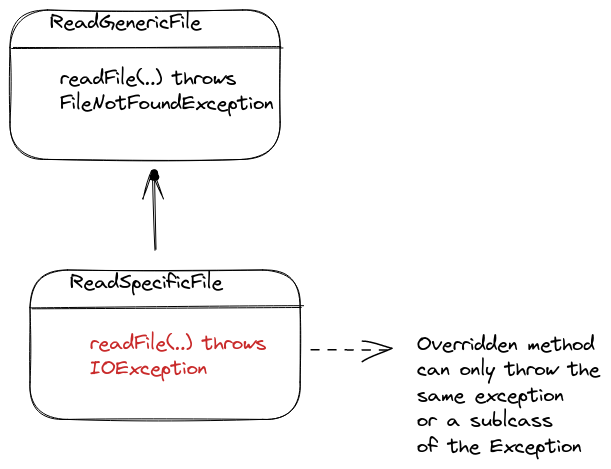 ReadGenericFile
readFile(..) throws
FileNotFoundException
ReadSpecificFile
readFile(..) throws
IOException
Overridden method
can only throw the
same exception
or a sublcass
of the Exception